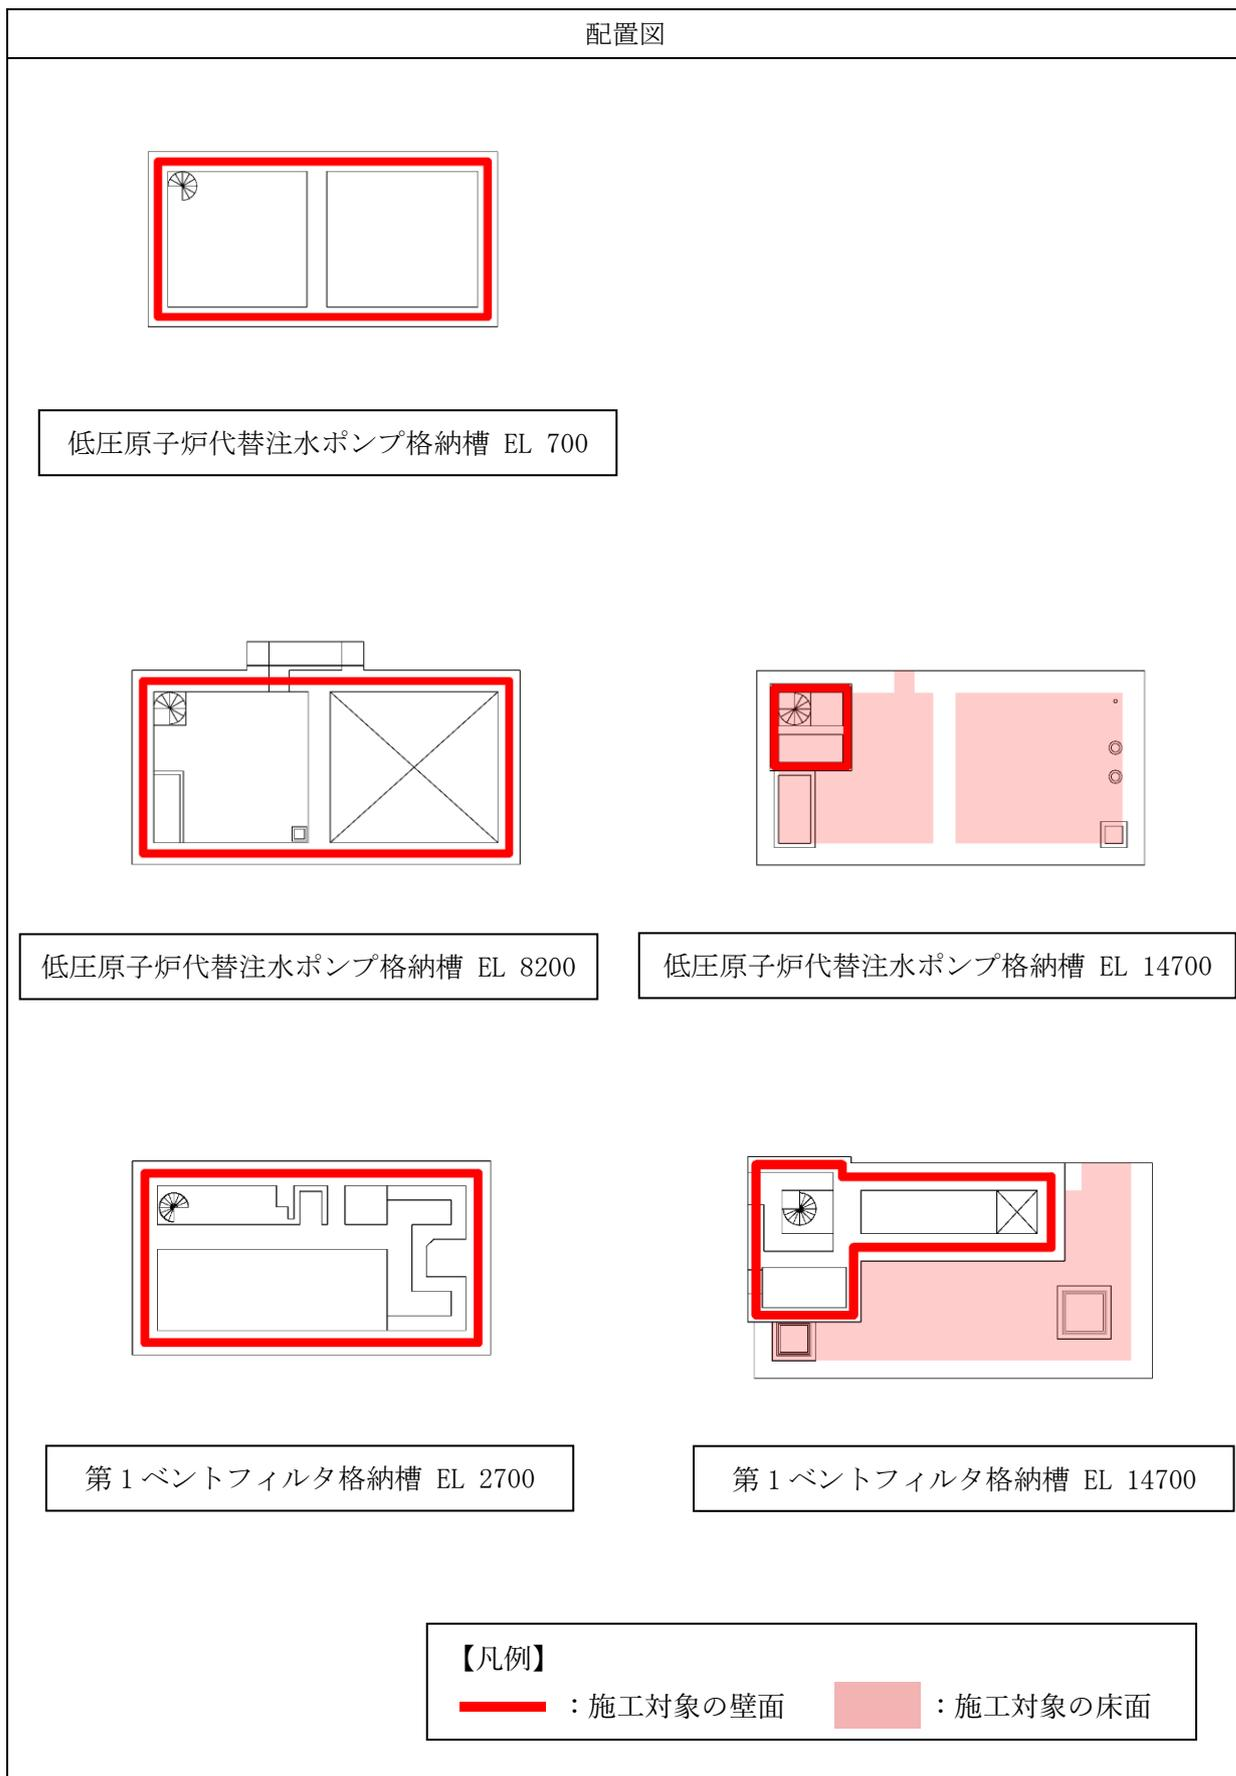 配置図
低圧原子炉代替注水ポンプ格納槽 EL 700
低圧原子炉代替注水ポンプ格納槽 EL 8200
低圧原子炉代替注水ポンプ格納槽 EL 14700
第1ベントフィルタ格納槽 EL 2700
第1ベントフィルタ格納槽 EL 14700
【凡例】
：施工対象の壁面
：施工対象の床面